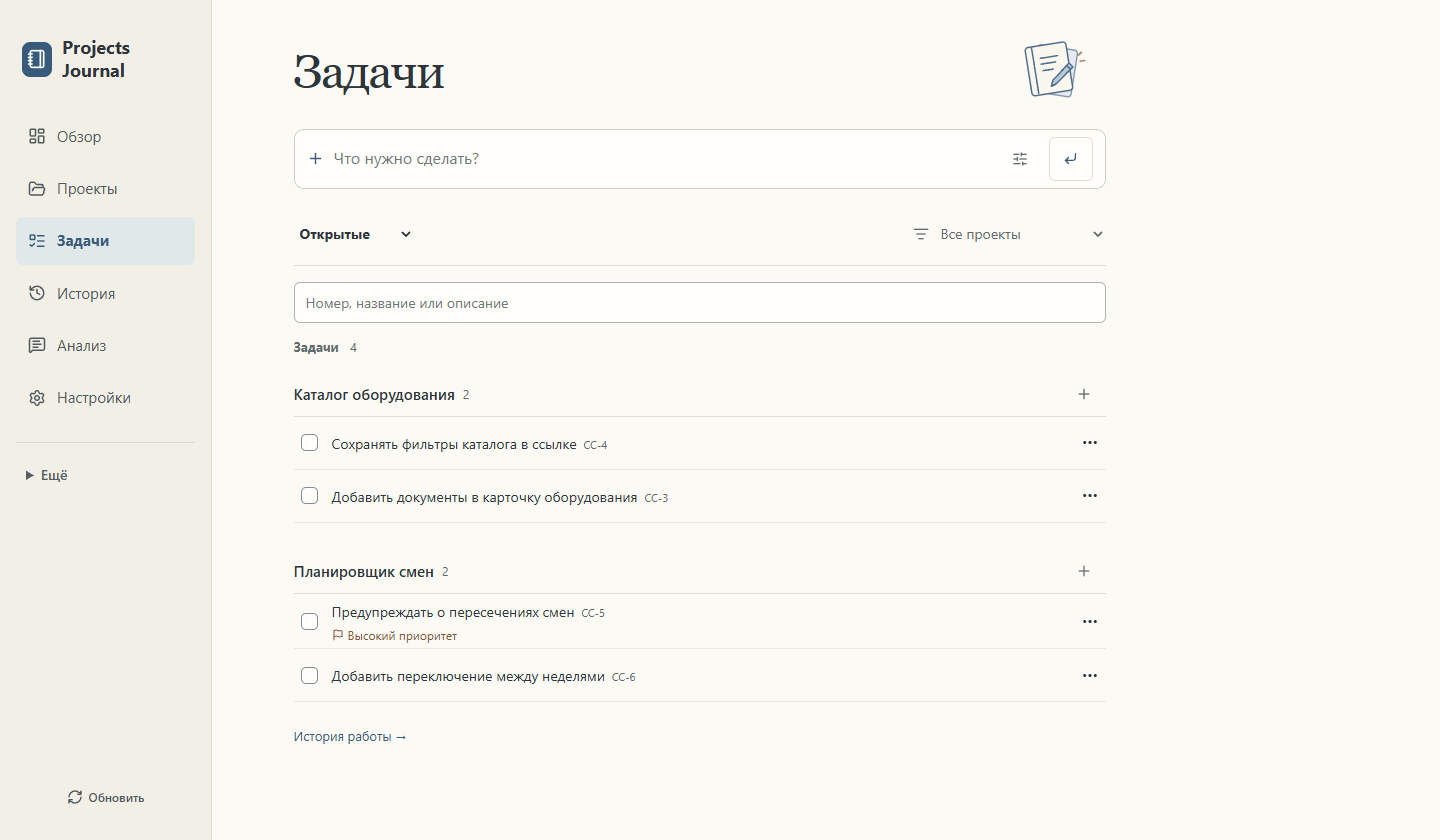 Projects
Journal
Обзор
Проекты
Задачи
История
Анализ
Настройки
Ещё
Обновить
Задачи
Что нужно сделать?
Открытые
Все проекты
Номер, название или описание
Задачи 4
Каталог оборудования 2
Сохранять фильтры каталога в ссылке CC-4
Добавить документы в карточку оборудования CC-3
Планировщик смен 2
Предупреждать о пересечениях смен CC-5
Высокий приоритет
Добавить переключение между неделями CC-6
История работы →